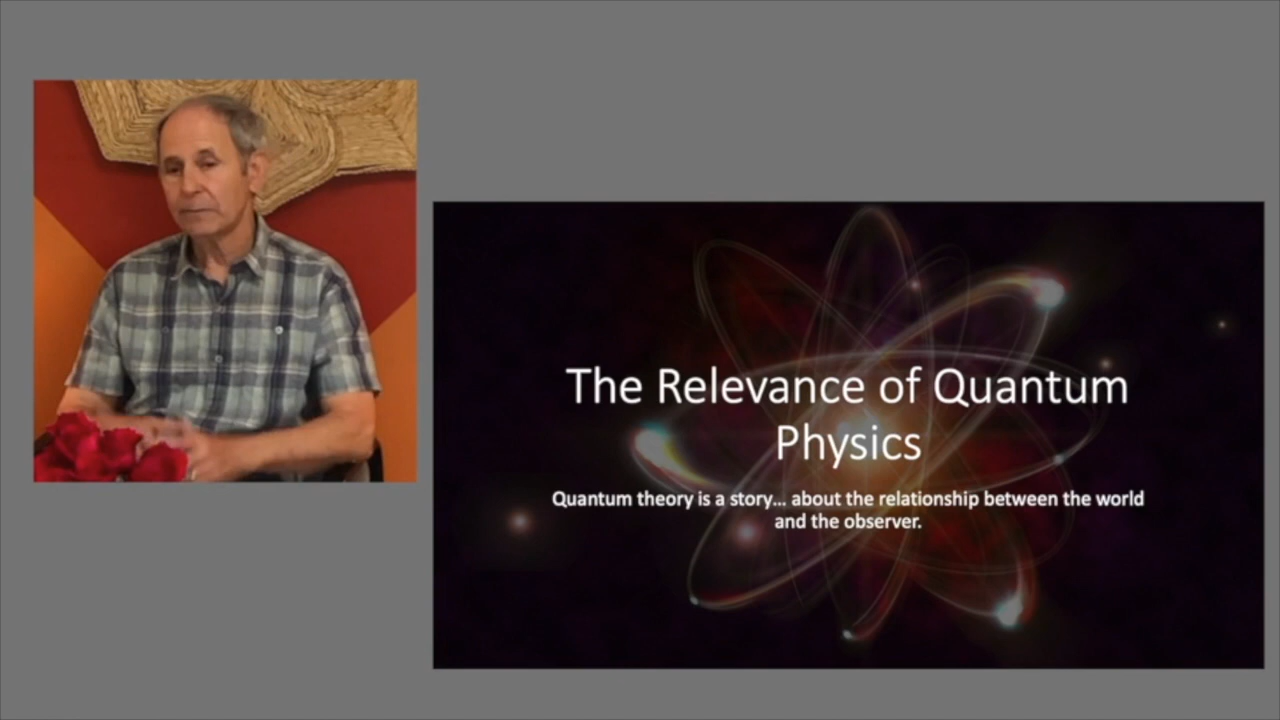 The Relevance of Quantum
Physics
Quantum theory is a story... about the relationship between the world
and the observer.